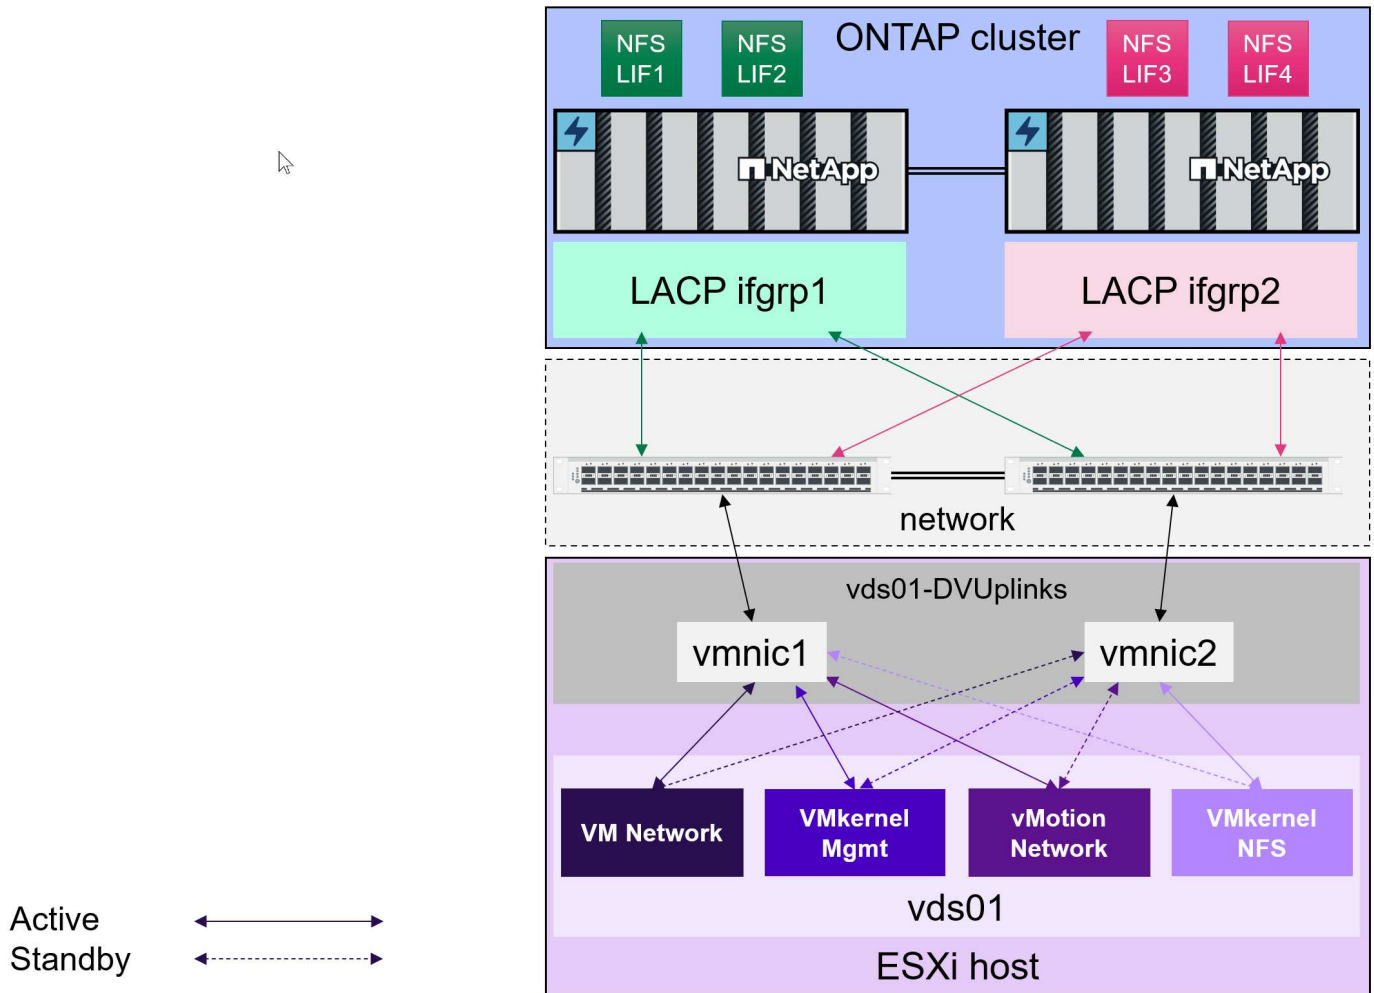 ONTAP cluster
NFS
LIF1
NFS
LIF2
NFS
LIF3
NFS
LIF4
NetApp
NetApp
LACP ifgrp1
LACP ifgrp2
network
vds01-DVUplinks
vmnic1
vmnic2
VM Network
VMkernel
Mgmt
vMotion
Network
VMkernel
NFS
vds01
ESXi host
Active
Standby